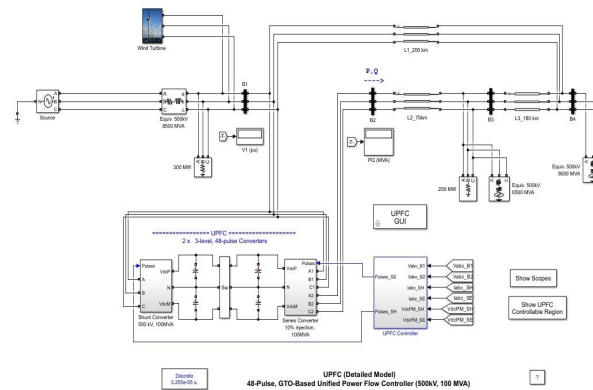 Wind Turbine
L1_200 km
P,Q
---->
N
A
B
C
Source
A
B
C
Equiv. 500kV
8500 MVA
B1
B2
L2_75km
B3
L3_180 km
B4
300 MW
V1 (pu)
PQ (MVA)
A B C
200 MW
Equiv. 500kV
6500 MVA
Equiv. 500kV
9000 MVA
UPFC
GUI
================ UPFC ================
2 x 3-level, 48-pulse Converters
Pulses
A
B
C
VdcP
N
VdcM
Shunt Converter
500 kV, 100MVA
Sw
VdcP
N
VdcM
Pulses
A1
B1
C1
A2
B2
C2
Series Converter
10% injection,
100MVA
Pulses_SE
Pulses_SH
Vabc_B1
Vabc_B2
Iabc_SH
Iabc_SE
VdcPM_SH
VdcPM_SE
UPFC Controller
Vabc_B1
Vabc_B2
Iabc_SH
Iabc_SE
VdcPM_SH
VdcPM_SE
Show Scopes
Show UPFC
Controllable Region
Discrete
3.255e-05 s.
UPFC (Detailed Model)
48-Pulse, GTO-Based Unified Power Flow Controller (500kV, 100 MVA)
?